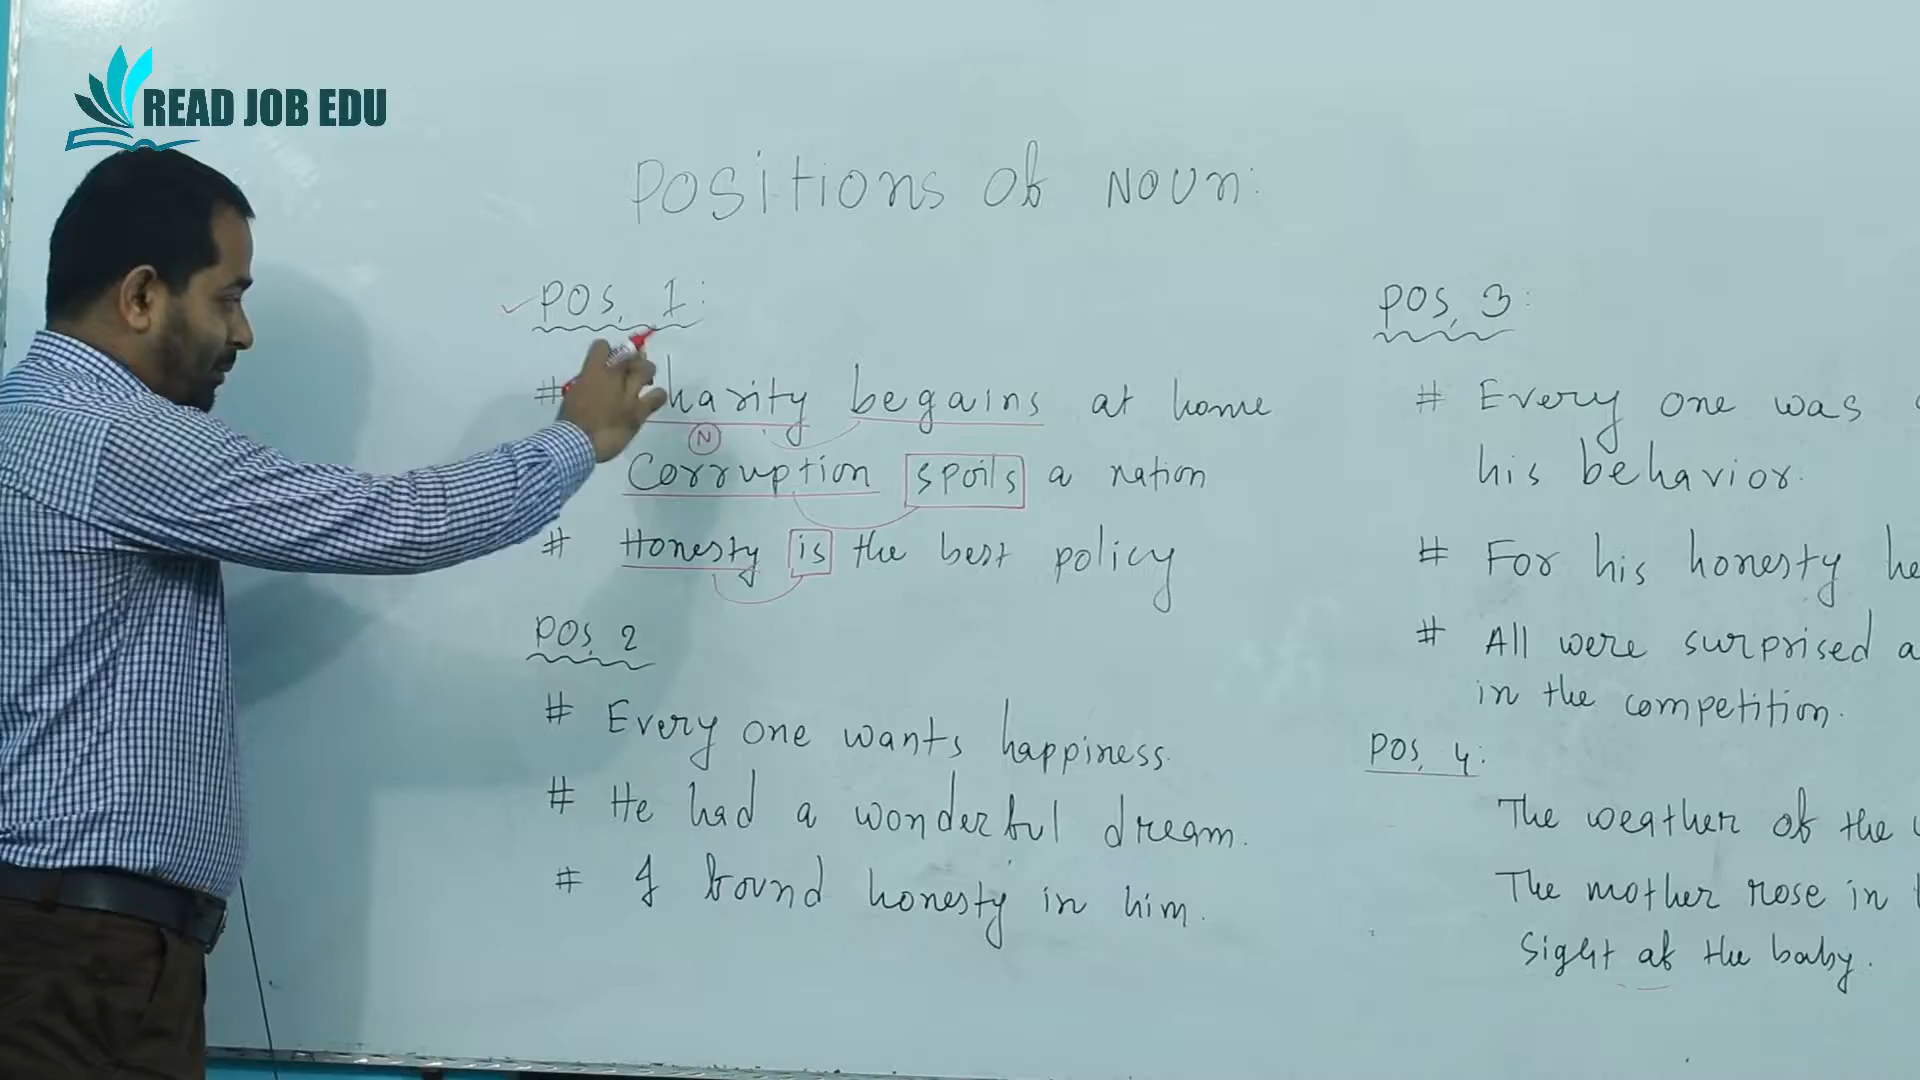 READ JOB EDU
Positions of Noun:
Pos, 1:
# harity begains at home
N
Corruption spoils a nation
# Honesty is the best policy
Pos, 2
# Every one wants happiness.
# He had a wonderful dream.
# I found honesty in him.
Pos, 3:
# Every one was
his behavior.
# For his honesty he
# All were surprised a
in the competition.
Pos, 4:
The weather of the
The mother rose in
Sight of the baby.